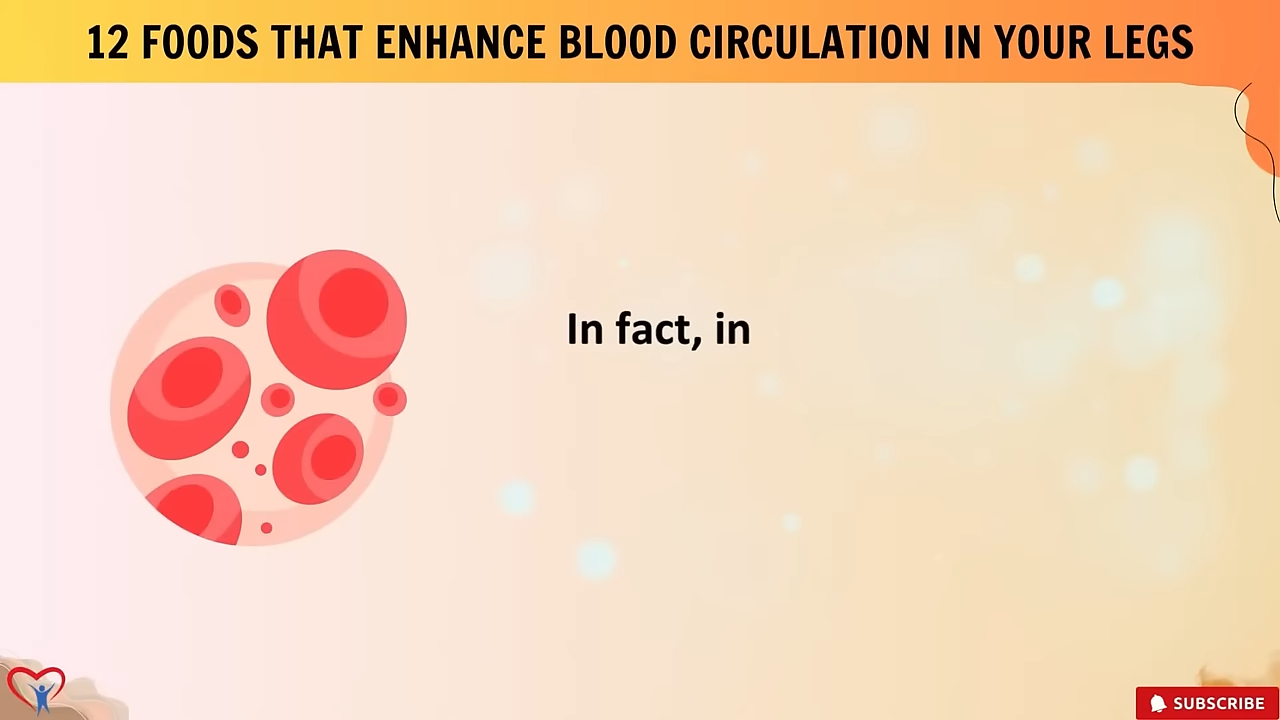 12 FOODS THAT ENHANCE BLOOD CIRCULATION IN YOUR LEGS
In fact, in
SUBSCRIBE